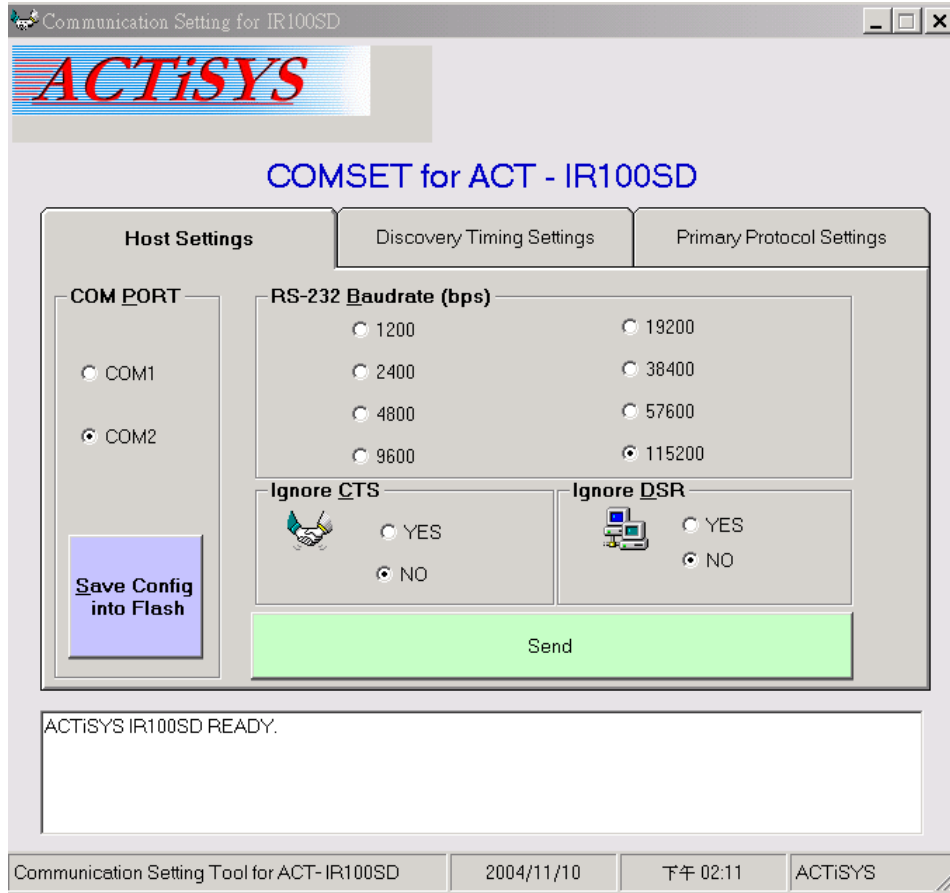 Communication Setting for IR100SD
ACTiSYS
COMSET for ACT - IR100SD
Host Settings
Discovery Timing Settings
Primary Protocol Settings
COM PORT
COM1
COM2
Save Config
into Flash
RS-232 Baudrate (bps)
1200
2400
4800
9600
19200
38400
57600
115200
Ignore CTS
YES
NO
Ignore DSR
YES
NO
Send
ACTiSYS IR100SD READY.
Communication Setting Tool for ACT- IR100SD
2004/11/10
下午 02:11
ACTiSYS